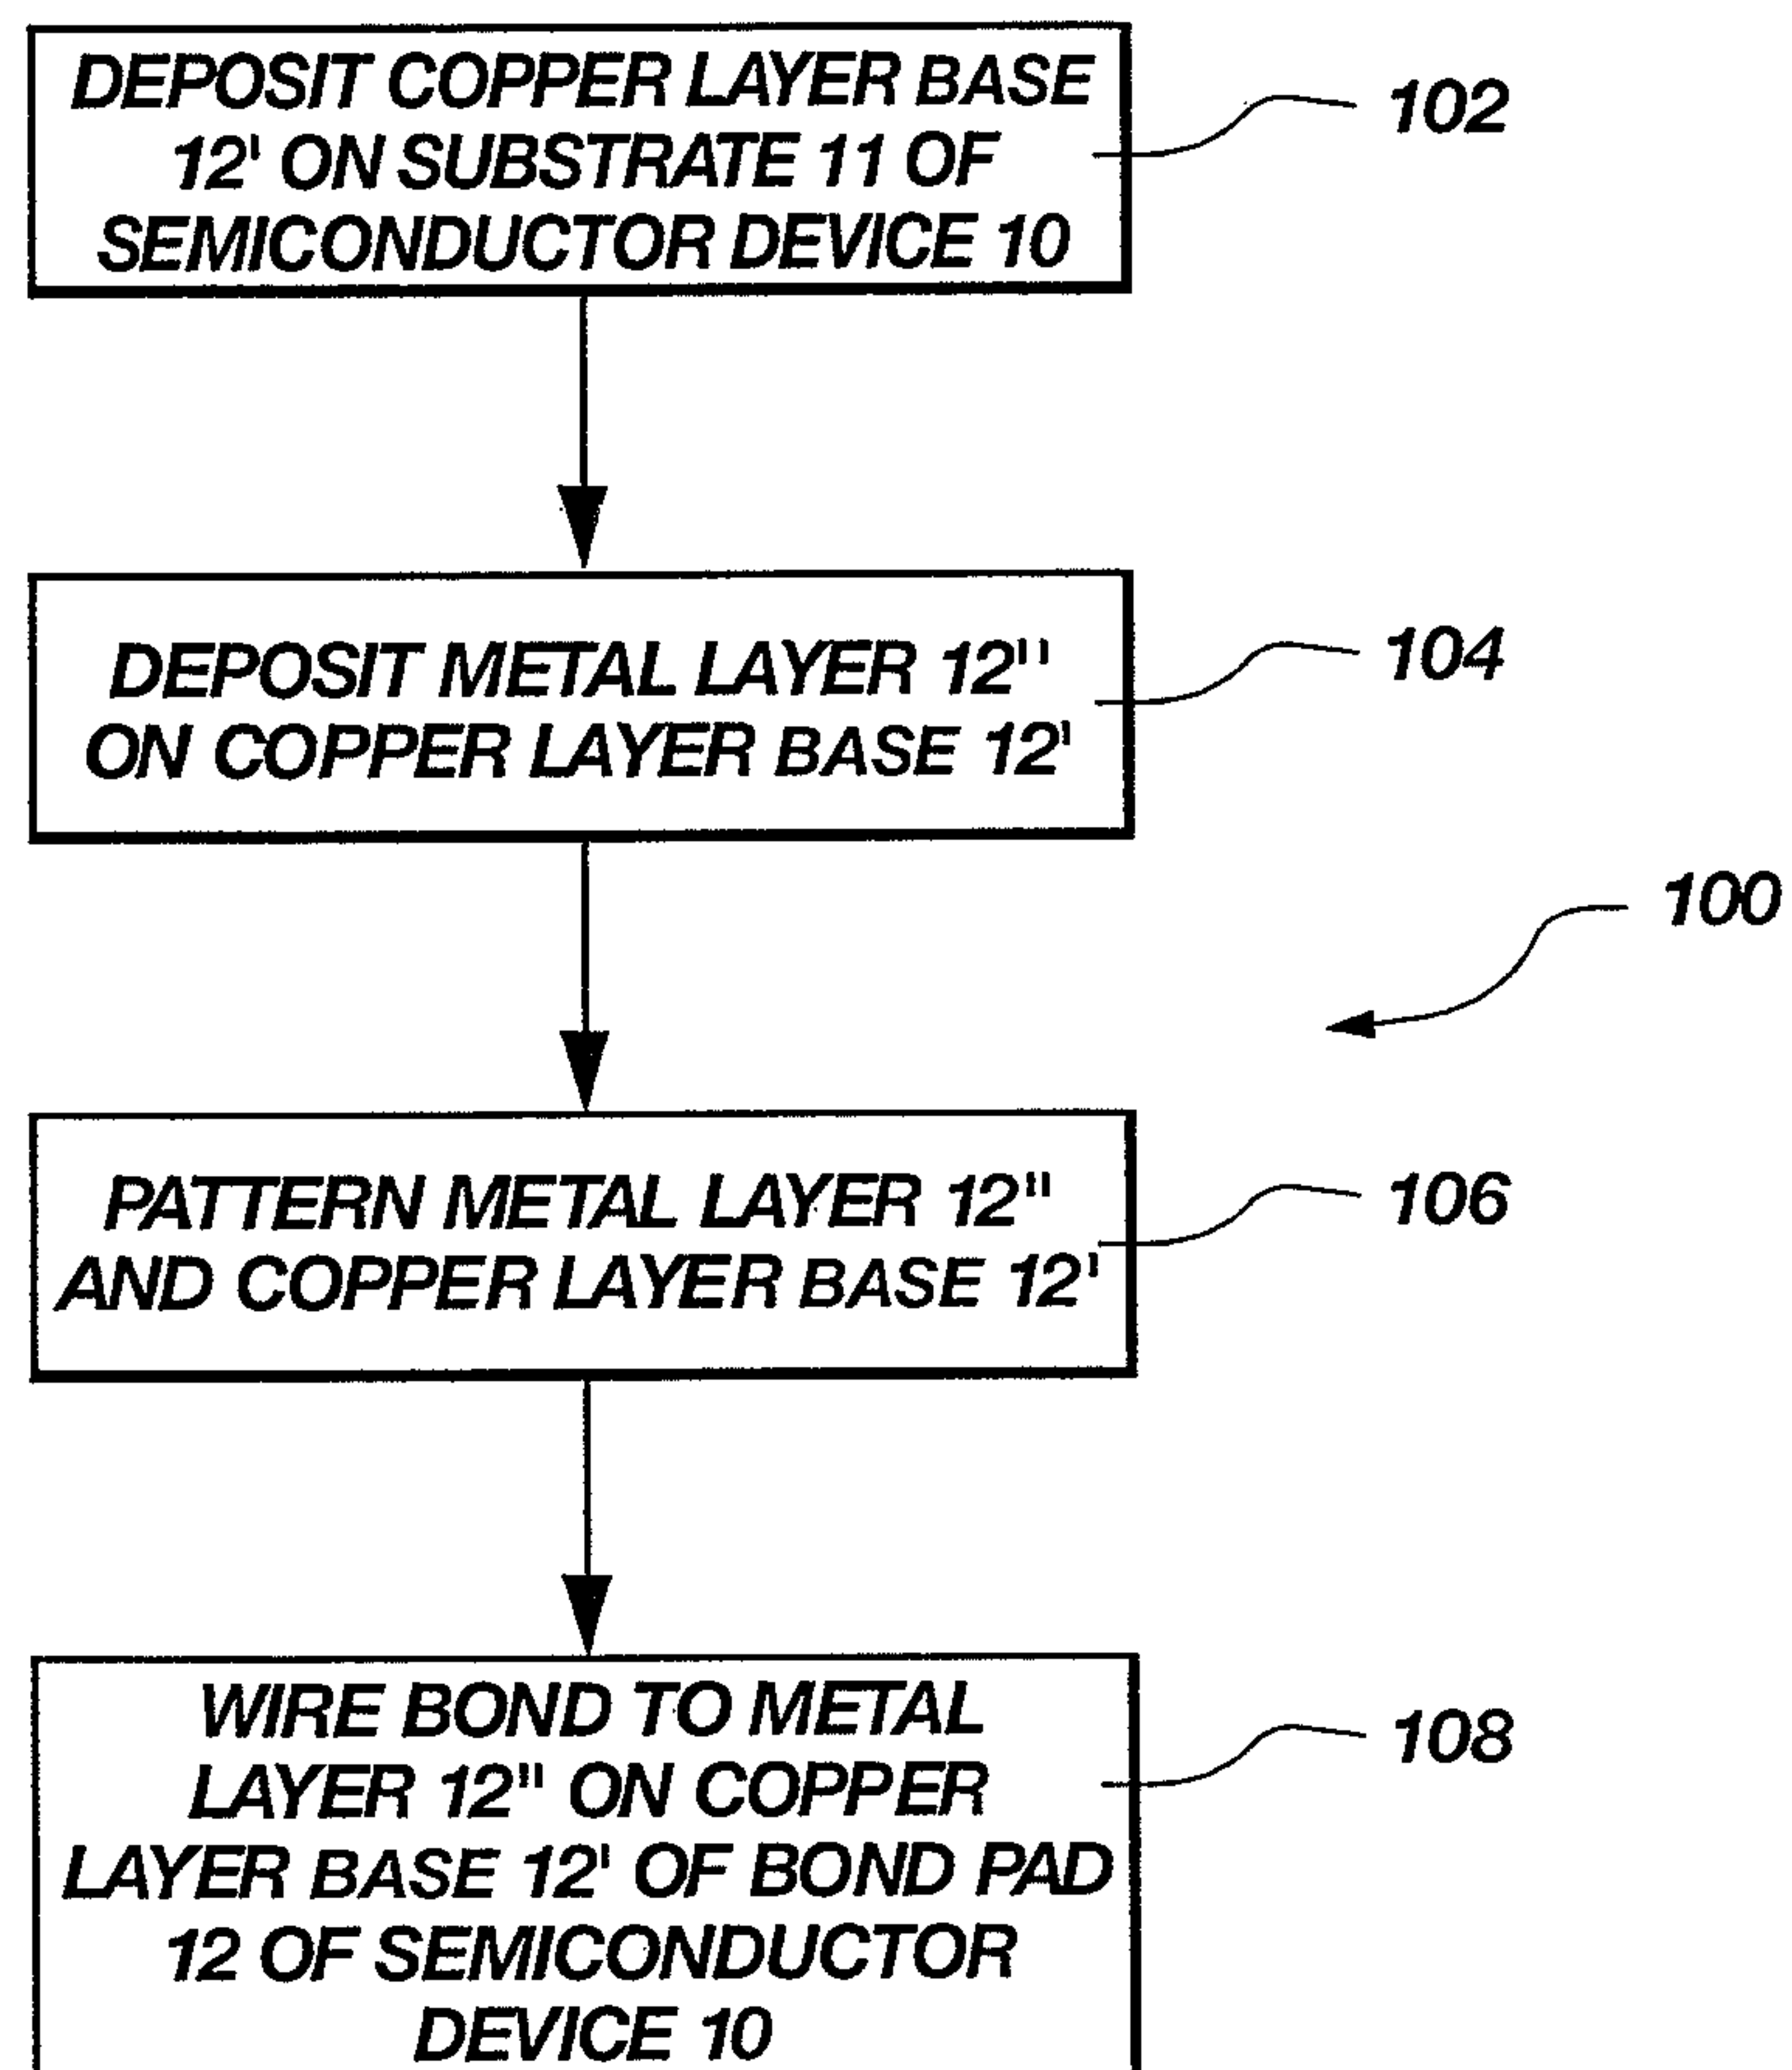 DEPOSIT COPPER LAYER BASE
12' ON SUBSTRATE 11 OF
SEMICONDUCTOR DEVICE 10
102
DEPOSIT METAL LAYER 12''
ON COPPER LAYER BASE 12'
104
100
PATTERN METAL LAYER 12"
AND COPPER LAYER BASE 12'
106
WIRE BOND TO METAL
LAYER 12" ON COPPER
LAYER BASE 12' OF BOND PAD
12 OF SEMICONDUCTOR
DEVICE 10
108